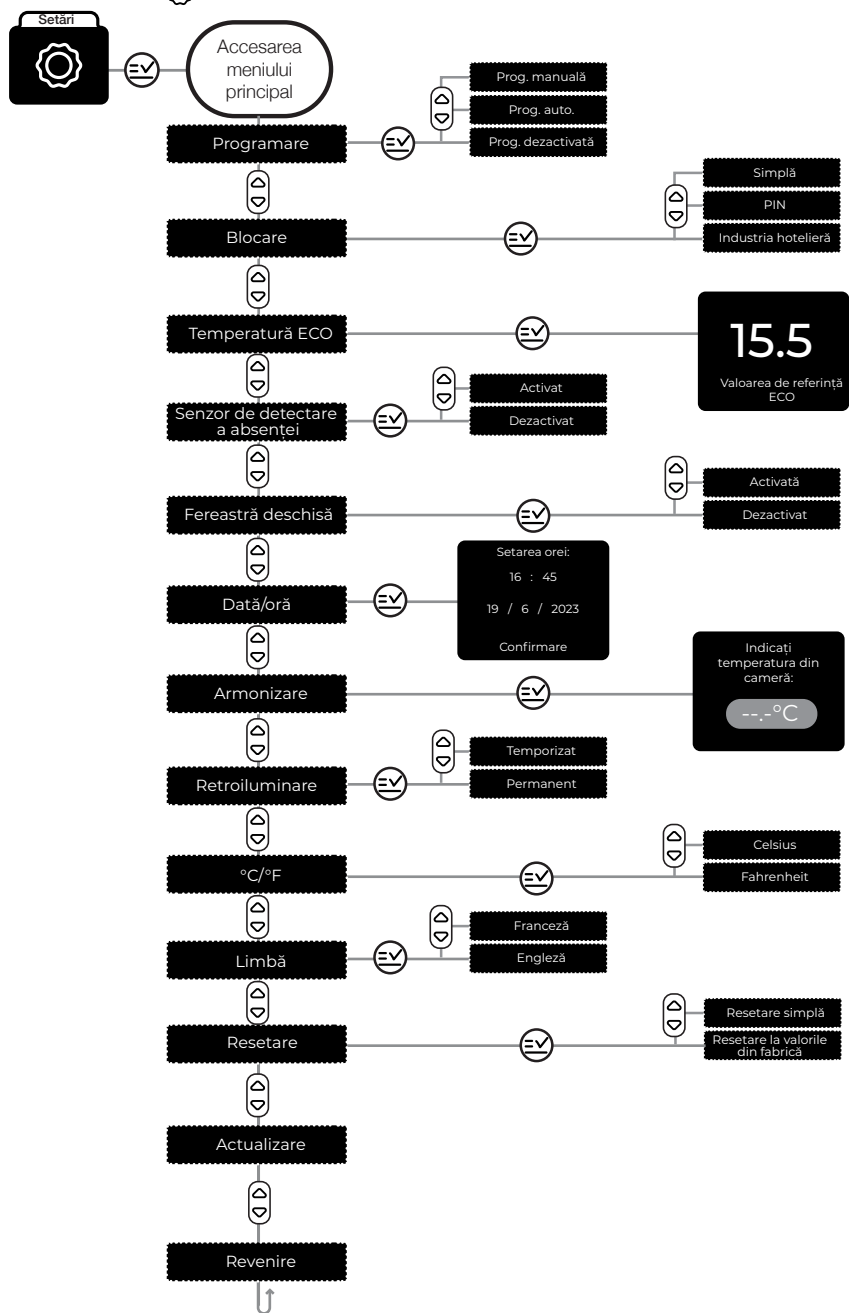 Setări
Accesarea
meniului
principal
Programare
Prog. manuală
Prog. auto.
Prog. dezactivată
Blocare
Simplă
PIN
Industria hotelieră
Temperatură ECO
15.5
Valoarea de referință
ECO
Senzor de detectare
a absenței
Activat
Dezactivat
Fereastră deschisă
Activată
Dezactivat
Dată/oră
Setarea orei:
16 : 45
19 / 6 / 2023
Confirmare
Armonizare
Indicați
temperatura din
cameră:
--.-°C
Retroiluminare
Temporizat
Permanent
°C/°F
Celsius
Fahrenheit
Limbă
Franceză
Engleză
Resetare
Resetare simplă
Resetare la valorile
din fabrică
Actualizare
Revenire